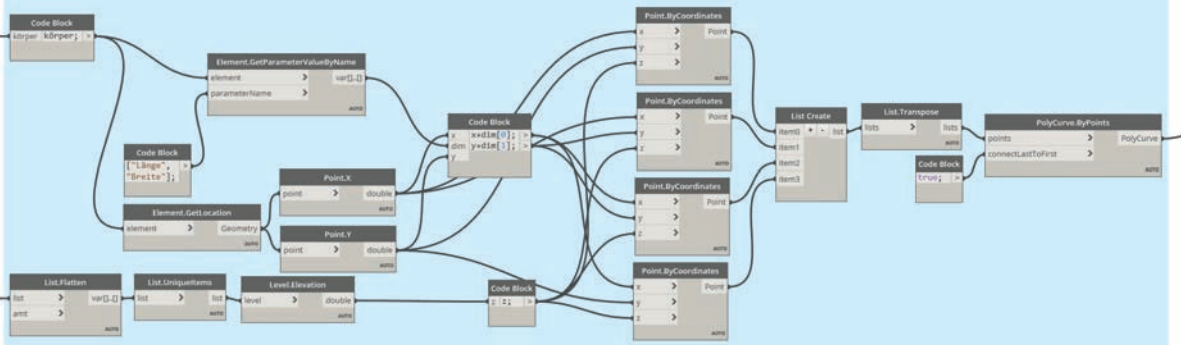 Code Block
körper körper; >
Element.GetParameterValueByName
element > var[]..[]
parameterName >
AUTO
Code Block
["Länge", >
"Breite"];
Element.GetLocation
element > Geometry
AUTO
Point.X
point > double
AUTO
Point.Y
point > double
AUTO
List.Flatten
list > var[]..[]
amt >
AUTO
List.UniqueItems
list > list
AUTO
Level.Elevation
level > double
AUTO
Code Block
x x+dim[0]; >
dim y+dim[1]; >
y
Code Block
z z; >
Point.ByCoordinates
x > Point
y >
z >
AUTO
Point.ByCoordinates
x > Point
y >
z >
AUTO
Point.ByCoordinates
x > Point
y >
z >
AUTO
Point.ByCoordinates
x > Point
y >
z >
AUTO
List Create
item0 + - list
item1
item2
item3
List.Transpose
lists > lists
AUTO
Code Block
true; >
PolyCurve.ByPoints
points > PolyCurve
connectLastToFirst >
AUTO